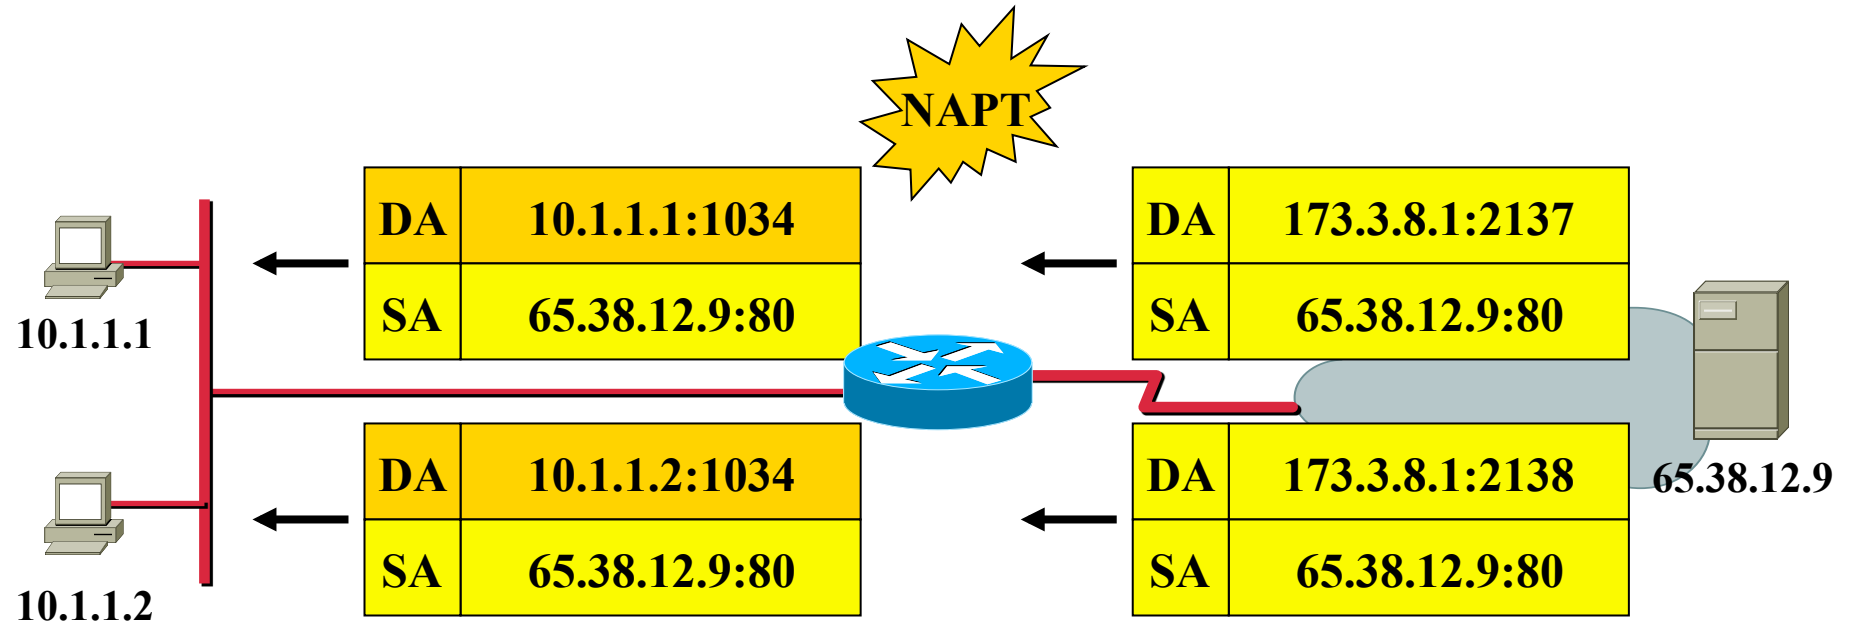 NAPT
DA 10.1.1.1:1034
SA 65.38.12.9:80
DA 173.3.8.1:2137
SA 65.38.12.9:80
10.1.1.1
DA 10.1.1.2:1034
SA 65.38.12.9:80
DA 173.3.8.1:2138
SA 65.38.12.9:80
65.38.12.9
10.1.1.2